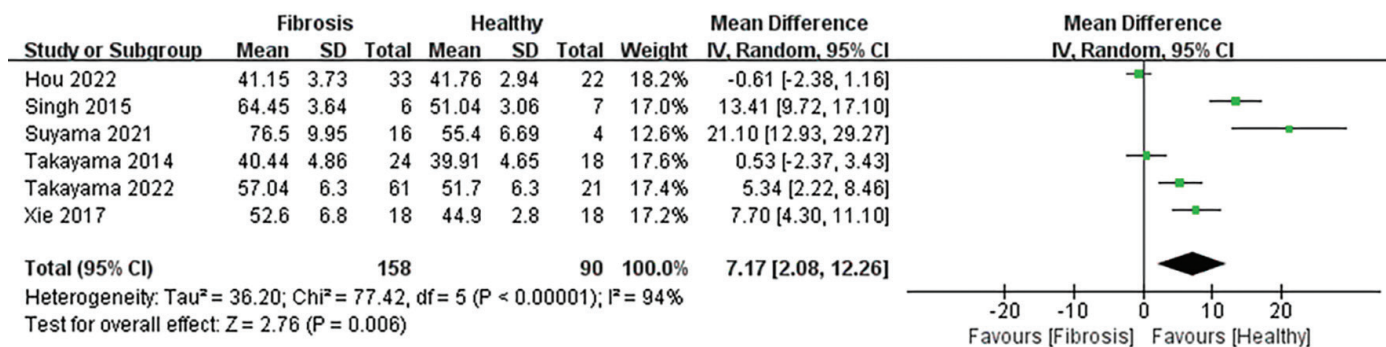 Fibrosis Healthy Mean Difference Mean Difference
Study or Subgroup Mean SD Total Mean SD Total Weight IV, Random, 95% CI IV, Random, 95% CI
Hou 2022 41.15 3.73 33 41.76 2.94 22 18.2% -0.61 [-2.38, 1.16]
Singh 2015 64.45 3.64 6 51.04 3.06 7 17.0% 13.41 [9.72, 17.10]
Suyama 2021 76.5 9.95 16 55.4 6.69 4 12.6% 21.10 [12.93, 29.27]
Takayama 2014 40.44 4.86 24 39.91 4.65 18 17.6% 0.53 [-2.37, 3.43]
Takayama 2022 57.04 6.3 61 51.7 6.3 21 17.4% 5.34 [2.22, 8.46]
Xie 2017 52.6 6.8 18 44.9 2.8 18 17.2% 7.70 [4.30, 11.10]
Total (95% CI) 158 90 100.0% 7.17 [2.08, 12.26]
Heterogeneity: Tau² = 36.20; Chi² = 77.42, df = 5 (P < 0.00001); I² = 94%
Test for overall effect: Z = 2.76 (P = 0.006)
-20 -10 0 10 20
Favours [Fibrosis] Favours [Healthy]